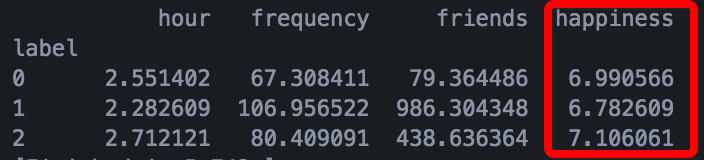 hour frequency friends happiness
label
0 2.551402 67.308411 79.364486 6.990566
1 2.282609 106.956522 986.304348 6.782609
2 2.712121 80.409091 438.636364 7.106061